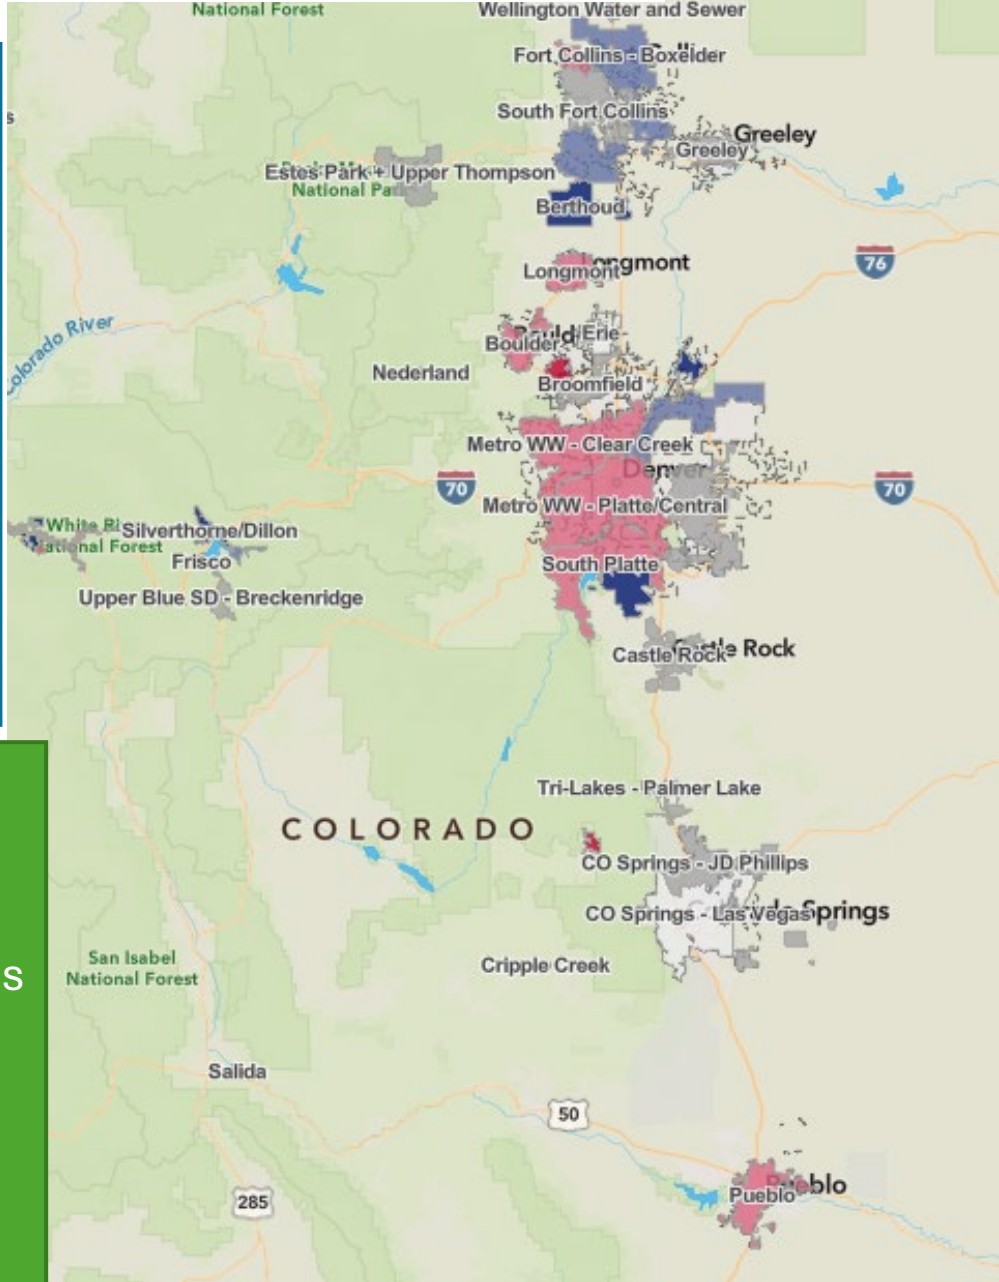 National Forest
Wellington Water and Sewer
Fort Collins - Boxelder
s
South Fort Collins
Greeley
Greeley
Estes Park + Upper Thompson
National Pa
Berthoud
Longmont
Longmont
76
Colorado River
Erie
Boulder
Nederland
Broomfield
Metro WW - Clear Creek
Denver
70
70
Metro WW - Platte/Central
White Ri
Silverthorne/Dillon
National Forest
Frisco
South Platte
Upper Blue SD - Breckenridge
Castle Rock
Castle Rock
Tri-Lakes - Palmer Lake
COLORADO
CO Springs - JD Phillips
CO Springs - Las Vegas
Springs
San Isabel
National Forest
Cripple Creek
s
Salida
50
Pueblo
Pueblo
285